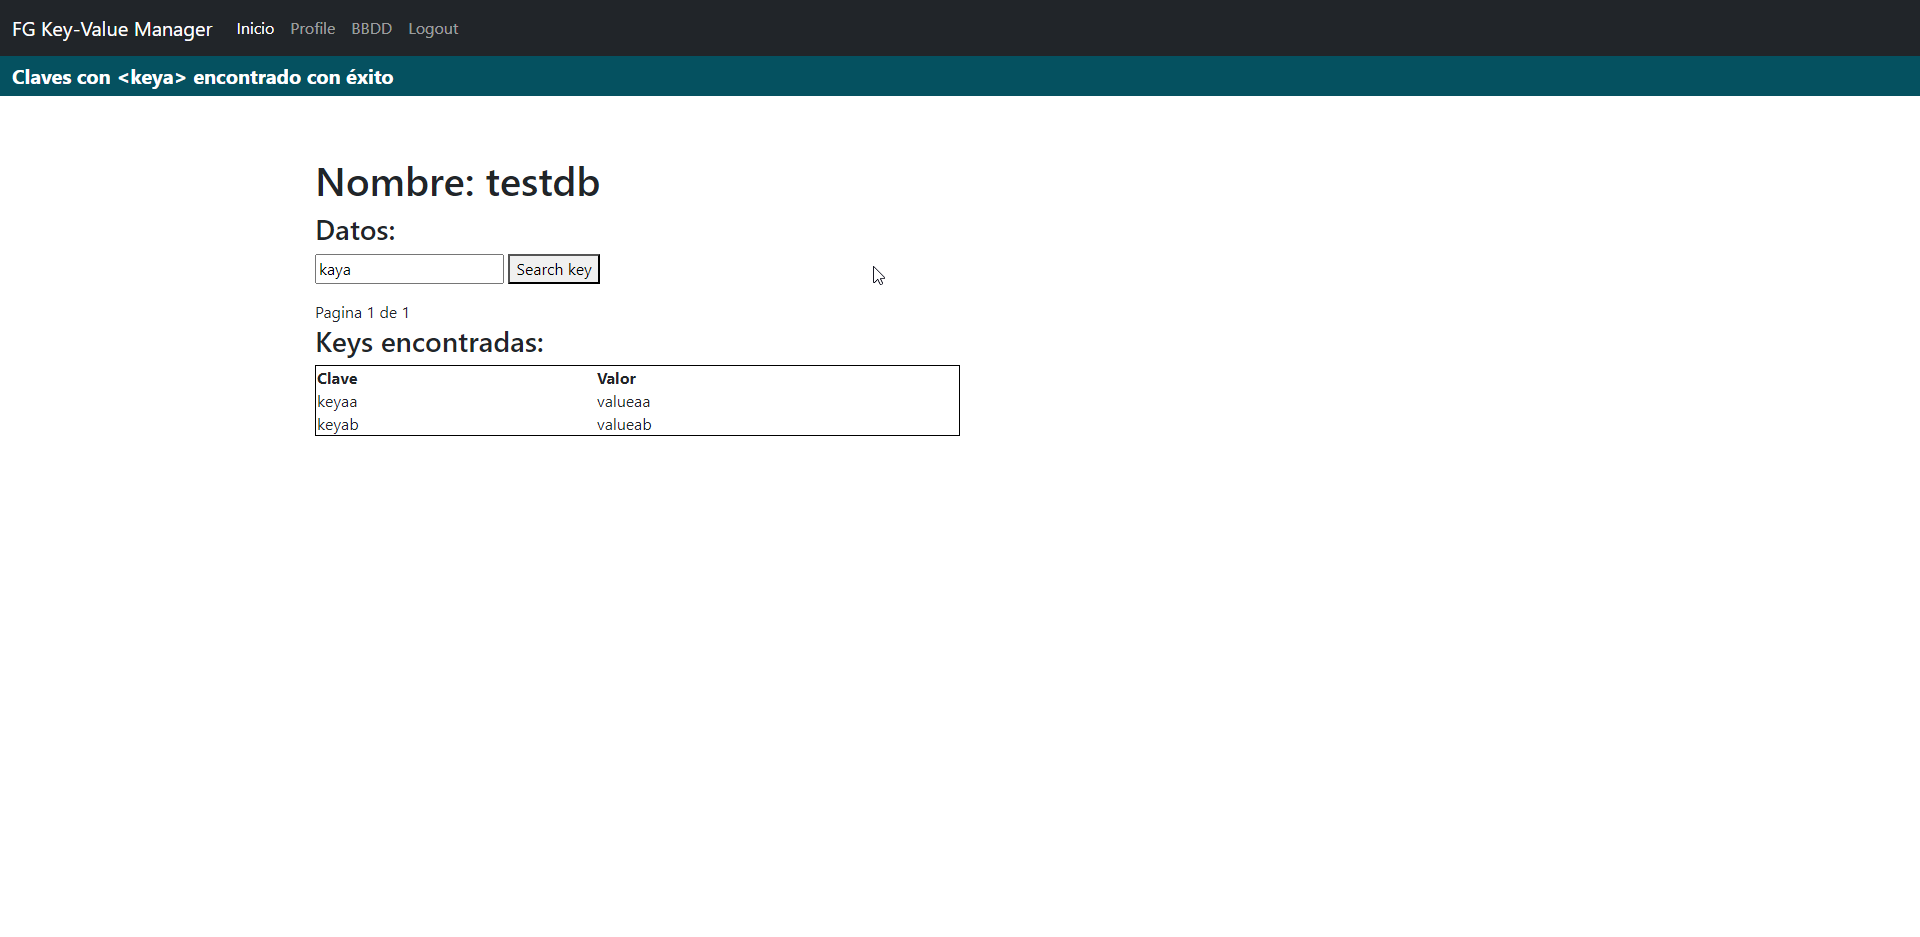 FG Key-Value Manager Inicio Profile BBDD Logout
Claves con <keya> encontrado con éxito
Nombre: testdb
Datos:
kaya Search key
Pagina 1 de 1
Keys encontradas:
Clave Valor
keyaa valueaa
keyab valueab